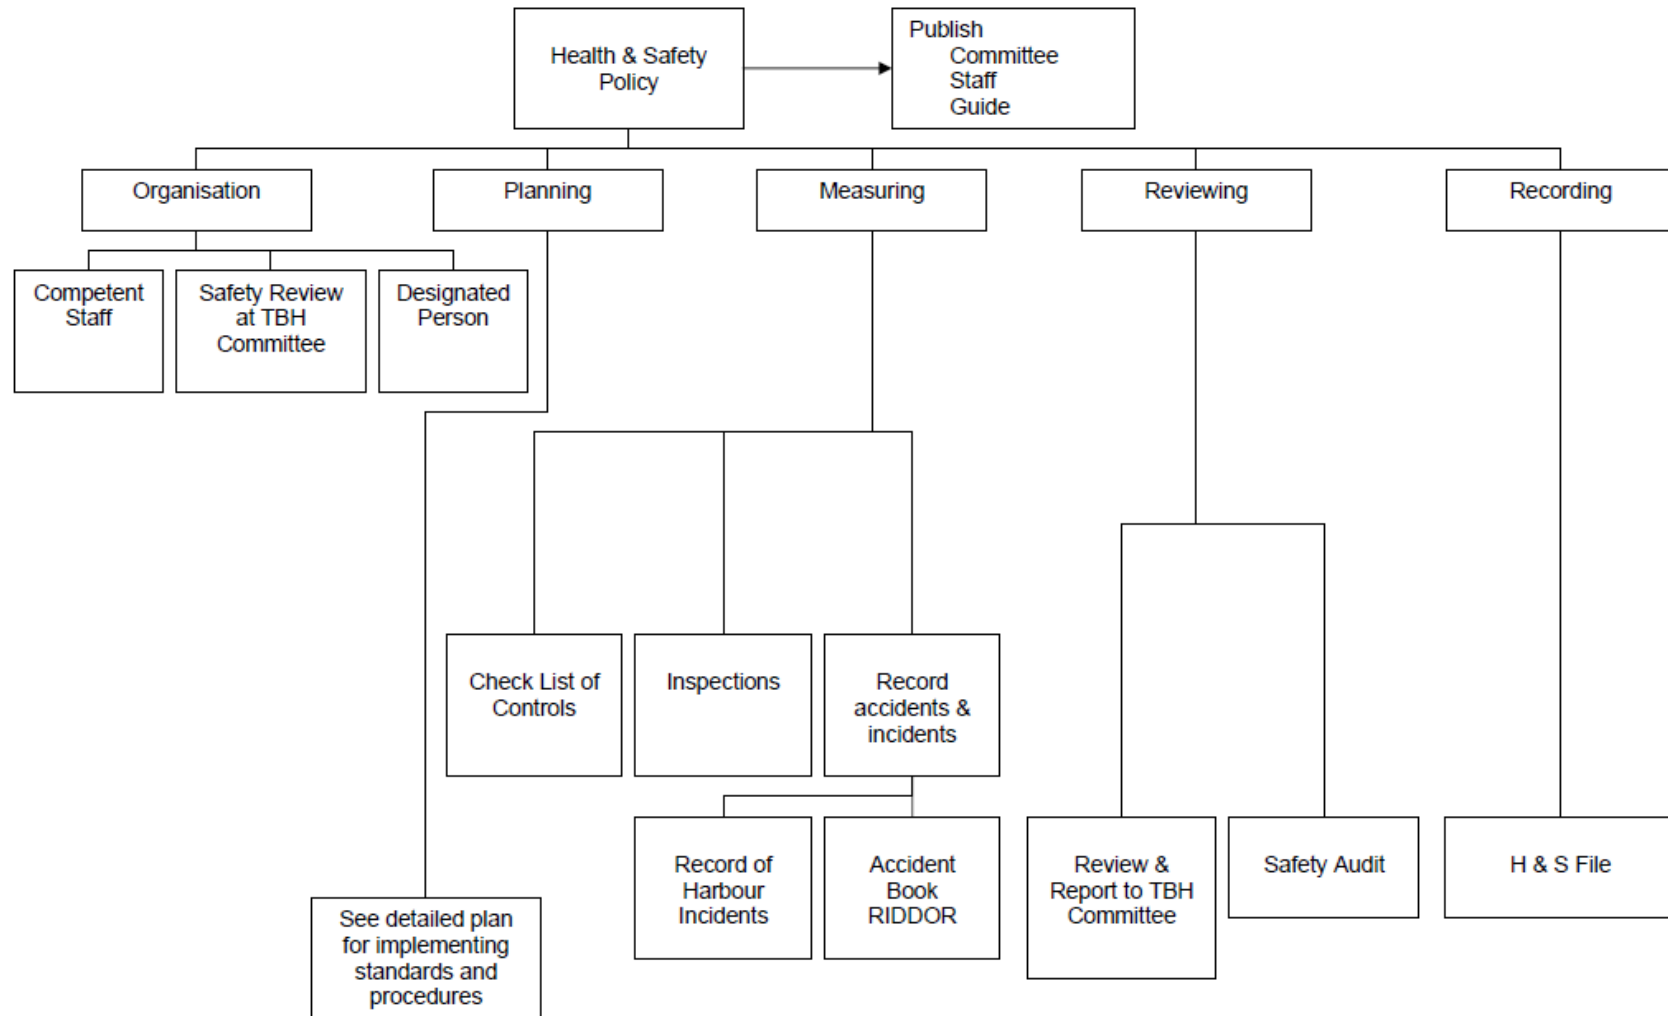 Health & Safety
Policy
Publish
Committee
Staff
Guide
Organisation
Planning
Measuring
Reviewing
Recording
Competent
Staff
Safety Review
at TBH
Committee
Designated
Person
Check List of
Controls
Inspections
Record
accidents &
incidents
Record of
Harbour
Incidents
Accident
Book
RIDDOR
Review &
Report to TBH
Committee
Safety Audit
H & S File
See detailed plan
for implementing
standards and
procedures